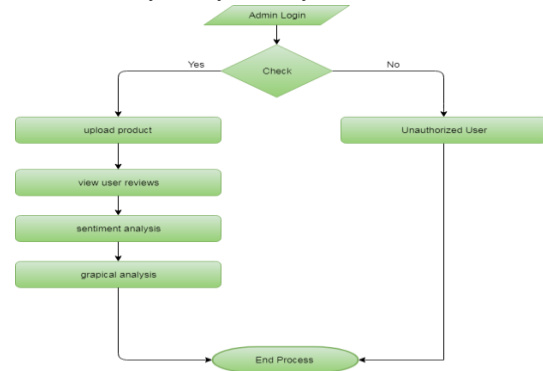 Admin Login
Check
Yes
No
upload product
Unauthorized User
view user reviews
sentiment analysis
grapical analysis
End Process